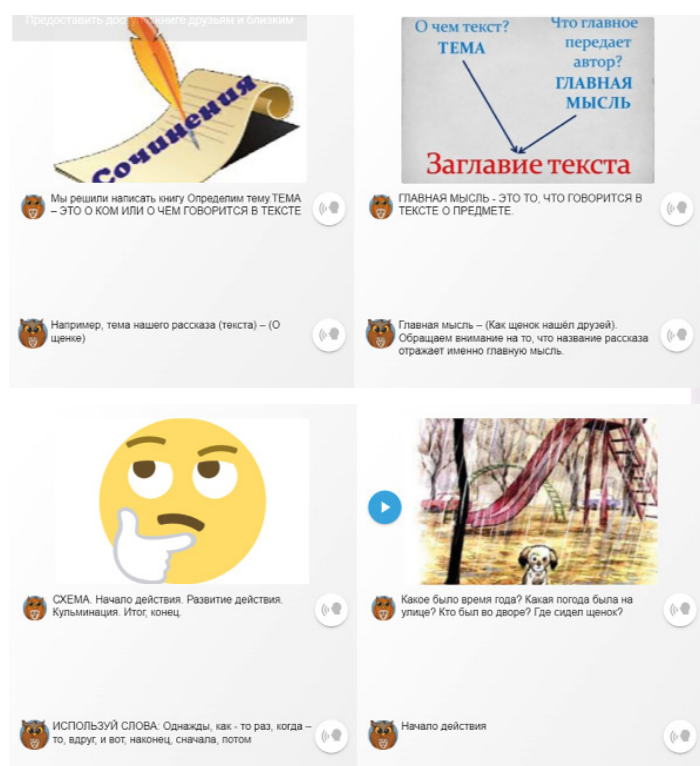 Предоставить доступ к книге друзьям и близким
Сочинения
Мы решили написать книгу Определим тему ТЕМА
– ЭТО О КОМ ИЛИ О ЧЁМ ГОВОРИТСЯ В ТЕКСТЕ
Например, тема нашего рассказа (текста) – (О
щенке)
О чем текст?
ТЕМА
Что главное
передает
автор?
ГЛАВНАЯ
МЫСЛЬ
Заглавие текста
ГЛАВНАЯ МЫСЛЬ - ЭТО ТО, ЧТО ГОВОРИТСЯ В
ТЕКСТЕ О ПРЕДМЕТЕ.
Главная мысль – (Как щенок нашёл друзей).
Обращаем внимание на то, что название рассказа
отражает именно главную мысль.
СХЕМА. Начало действия. Развитие действия.
Кульминация. Итог, конец.
ИСПОЛЬЗУЙ СЛОВА: Однажды, как - то раз, когда –
то, вдруг, и вот, наконец, сначала, потом
Какое было время года? Какая погода была на
улице? Кто был во дворе? Где сидел щенок?
Начало действия